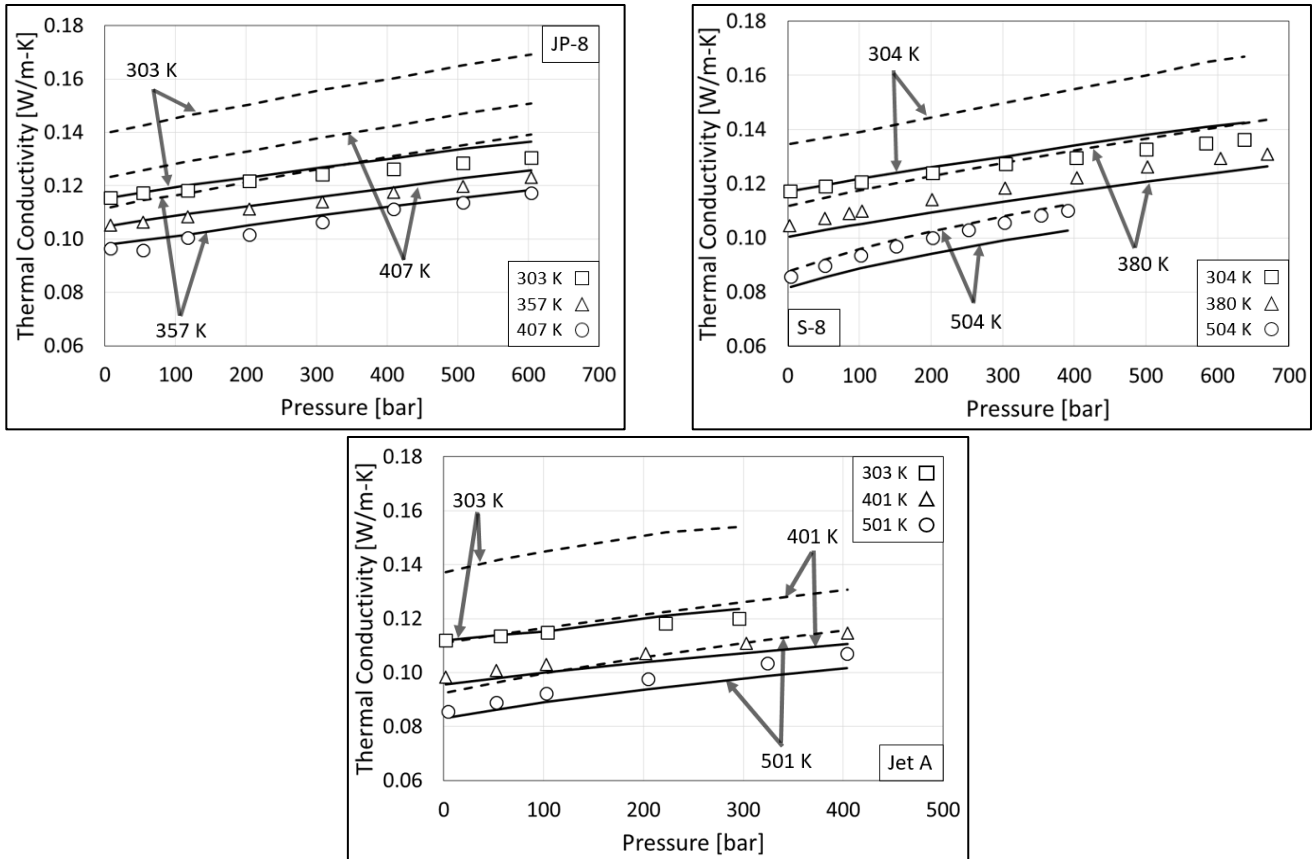 Thermal Conductivity [W/m-K]
0.18
0.16
0.14
0.12
0.10
0.08
0.06
JP-8
303 K
407 K
357 K
303 K
357 K
407 K
0 100 200 300 400 500 600 700
Pressure [bar]
Thermal Conductivity [W/m-K]
0.18
0.16
0.14
0.12
0.10
0.08
0.06
304 K
380 K
504 K
S-8
304 K
380 K
504 K
0 100 200 300 400 500 600 700
Pressure [bar]
Thermal Conductivity [W/m-K]
0.18
0.16
0.14
0.12
0.10
0.08
0.06
303 K
401 K
501 K
303 K
401 K
501 K
Jet A
0 100 200 300 400 500
Pressure [bar]